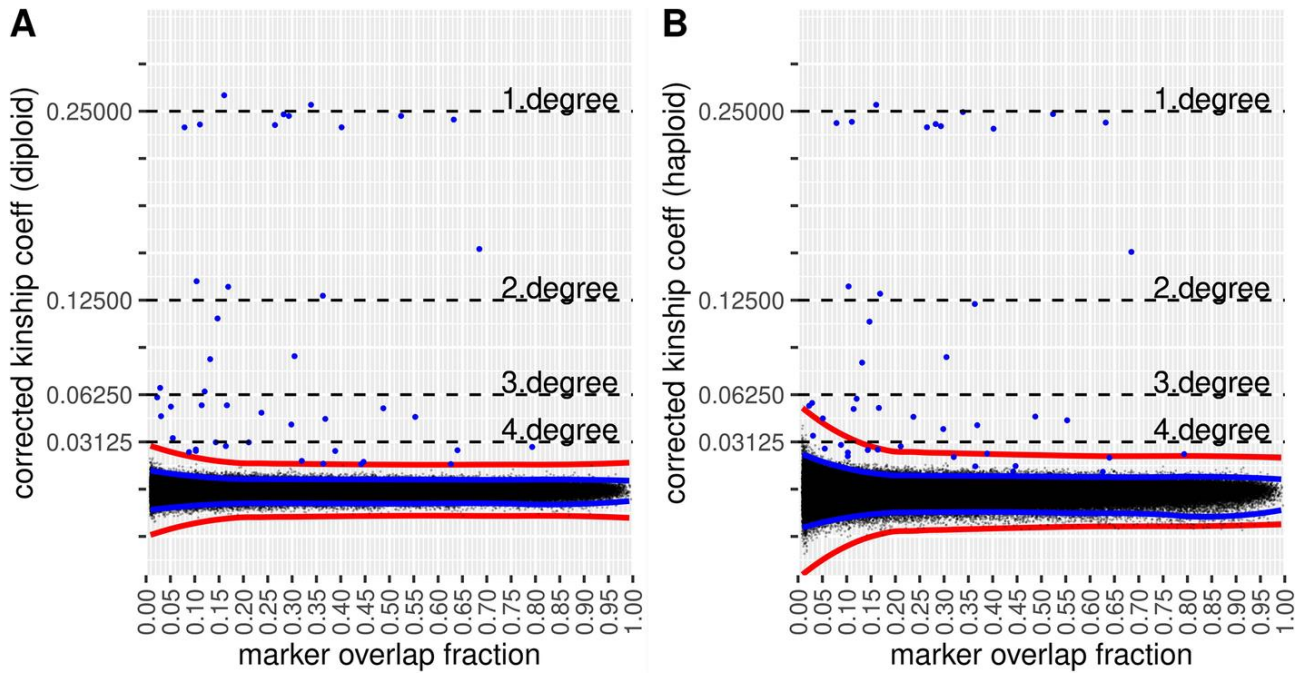 A
corrected kinship coeff (diploid)
0.25000
0.12500
0.06250
0.03125
1.degree
2.degree
3.degree
4.degree
0.00 0.05 0.10 0.15 0.20 0.25 0.30 0.35 0.40 0.45 0.50 0.55 0.60 0.65 0.70 0.75 0.80 0.85 0.90 0.95 1.00
marker overlap fraction
B
corrected kinship coeff (haploid)
0.25000
0.12500
0.06250
0.03125
1.degree
2.degree
3.degree
4.degree
0.00 0.05 0.10 0.15 0.20 0.25 0.30 0.35 0.40 0.45 0.50 0.55 0.60 0.65 0.70 0.75 0.80 0.85 0.90 0.95 1.00
marker overlap fraction